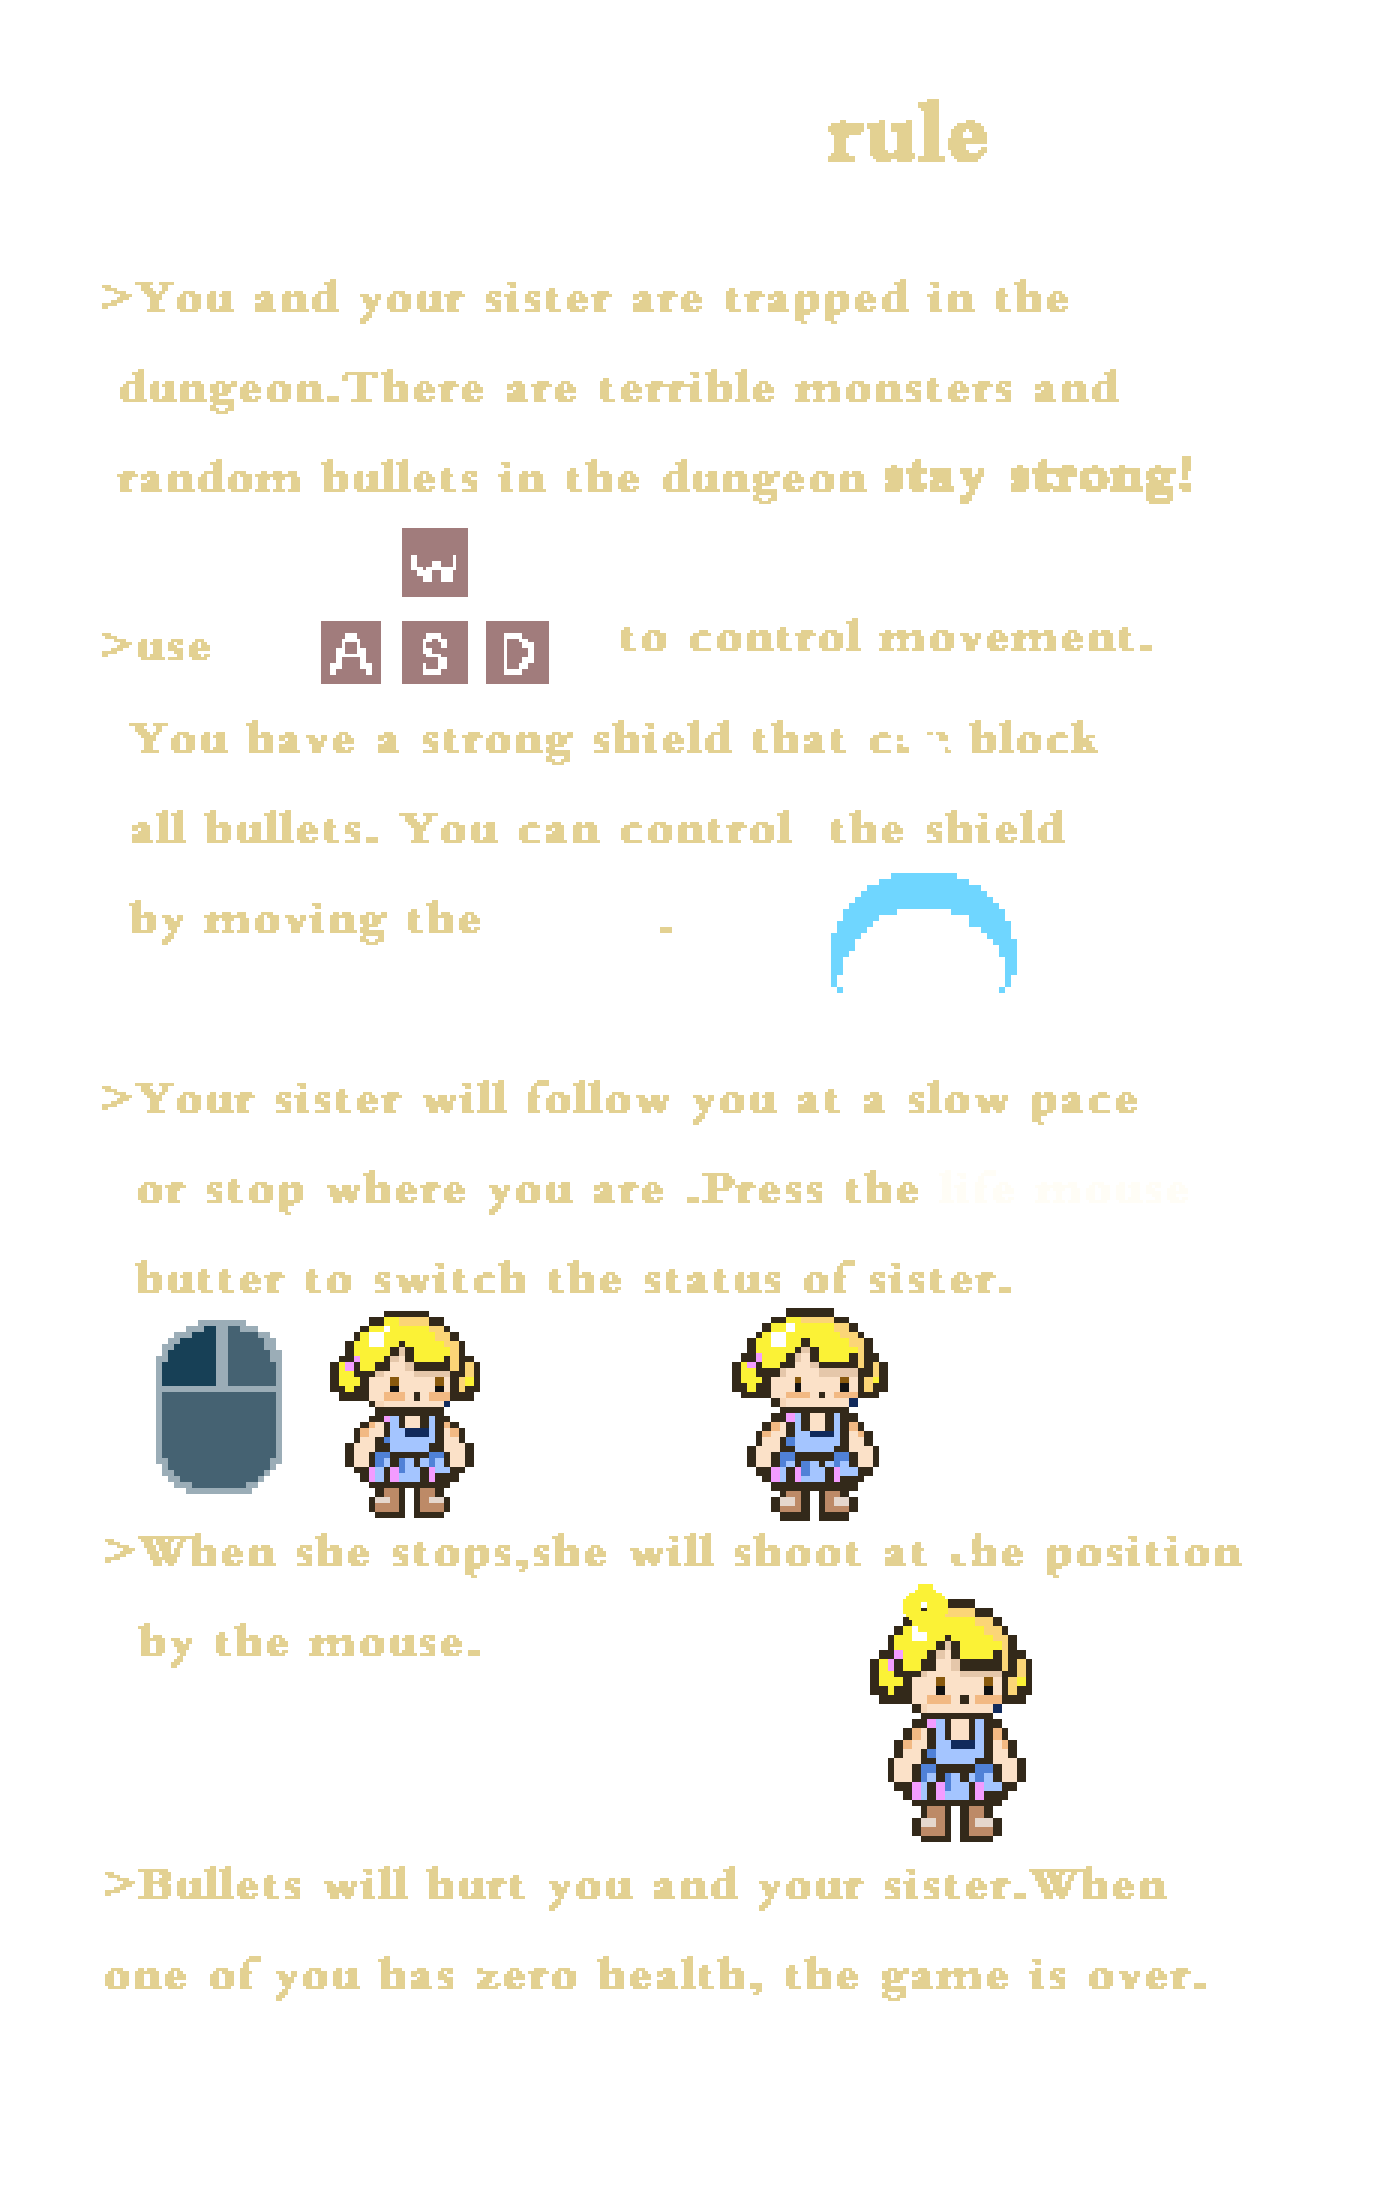 rule
>You and your sister are trapped in the
dungeon.There are terrible monsters and
random bullets in the dungeon stay strong!
W
>use A S D to control movement.
You have a strong shield that can block
all bullets. You can control the shield
by moving the .
>Your sister will follow you at a slow pace
or stop where you are .Press the life mouse
butter to switch the status of sister.
>When she stops,she will shoot at the position
by the mouse.
>Bullets will hurt you and your sister.When
one of you has zero health, the game is over.